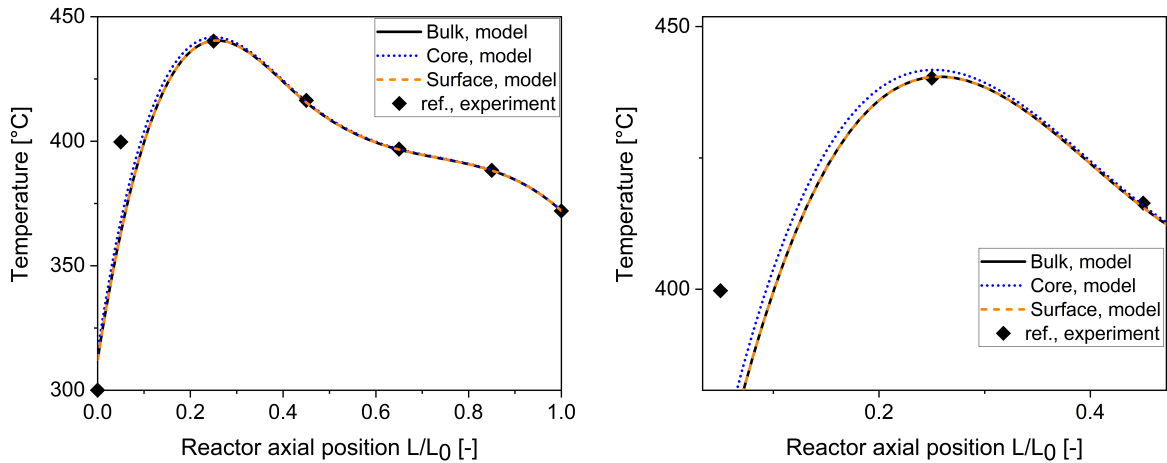 450
400
350
300
0.0 0.2 0.4 0.6 0.8 1.0
Temperature [°C]
Reactor axial position L/L0 [-]
Bulk, model
Core, model
Surface, model
ref., experiment
450
400
0.2 0.4
Temperature [°C]
Reactor axial position L/L0 [-]
Bulk, model
Core, model
Surface, model
ref., experiment